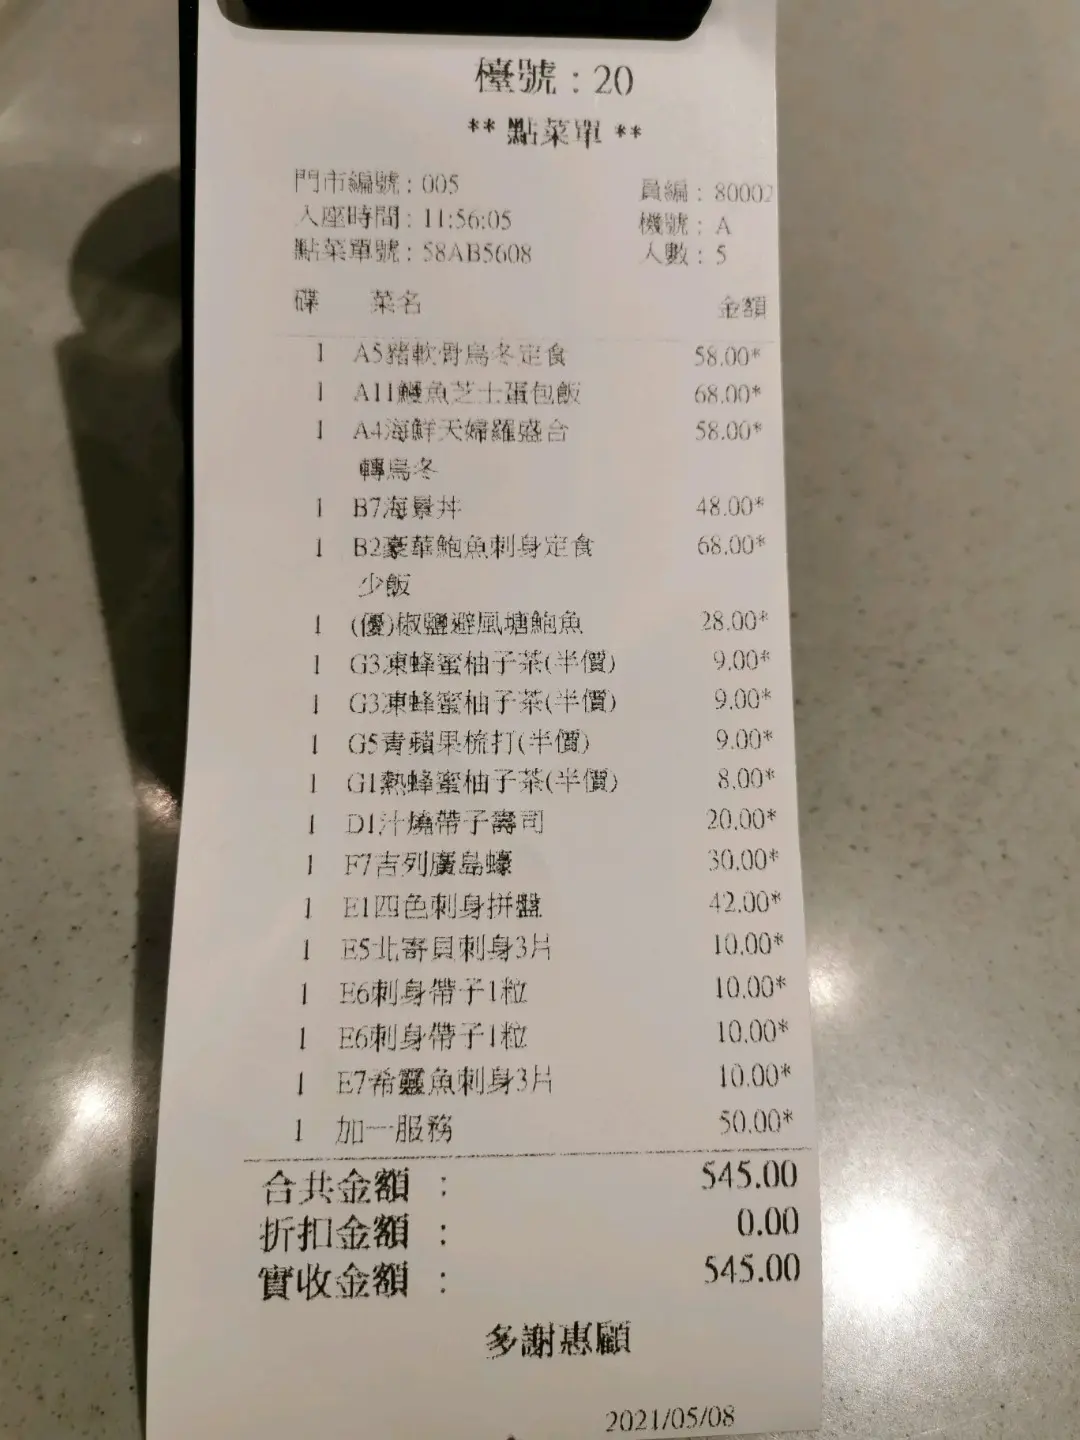 檯號：20
** 點菜單 **
門市編號：005 員編：80002
入座時間：11:56:05 機號：A
點菜單號：58AB5608 人數：5
碟 菜名 金額
1 A5豬軟骨烏冬定食 58.00*
1 A11鰻魚芝士蛋包飯 68.00*
1 A4海鮮天婦羅盛合 58.00*
轉烏冬
1 B7海景丼 48.00*
1 B2豪華鮑魚刺身定食 68.00*
少飯
1 (優)椒鹽避風塘鮑魚 28.00*
1 G3凍蜂蜜柚子茶(半價) 9.00*
1 G3凍蜂蜜柚子茶(半價) 9.00*
1 G5青蘋果梳打(半價) 9.00*
1 G1熱蜂蜜柚子茶(半價) 8.00*
1 D1汁燒帶子壽司 20.00*
1 F7吉列廣島蠔 30.00*
1 E1四色刺身拼盤 42.00*
1 E5北寄貝刺身3片 10.00*
1 E6刺身帶子1粒 10.00*
1 E6刺身帶子1粒 10.00*
1 E7希靈魚刺身3片 10.00*
1 加一服務 50.00*
合共金額 ： 545.00
折扣金額 ： 0.00
實收金額 ： 545.00
多謝惠顧
2021/05/08